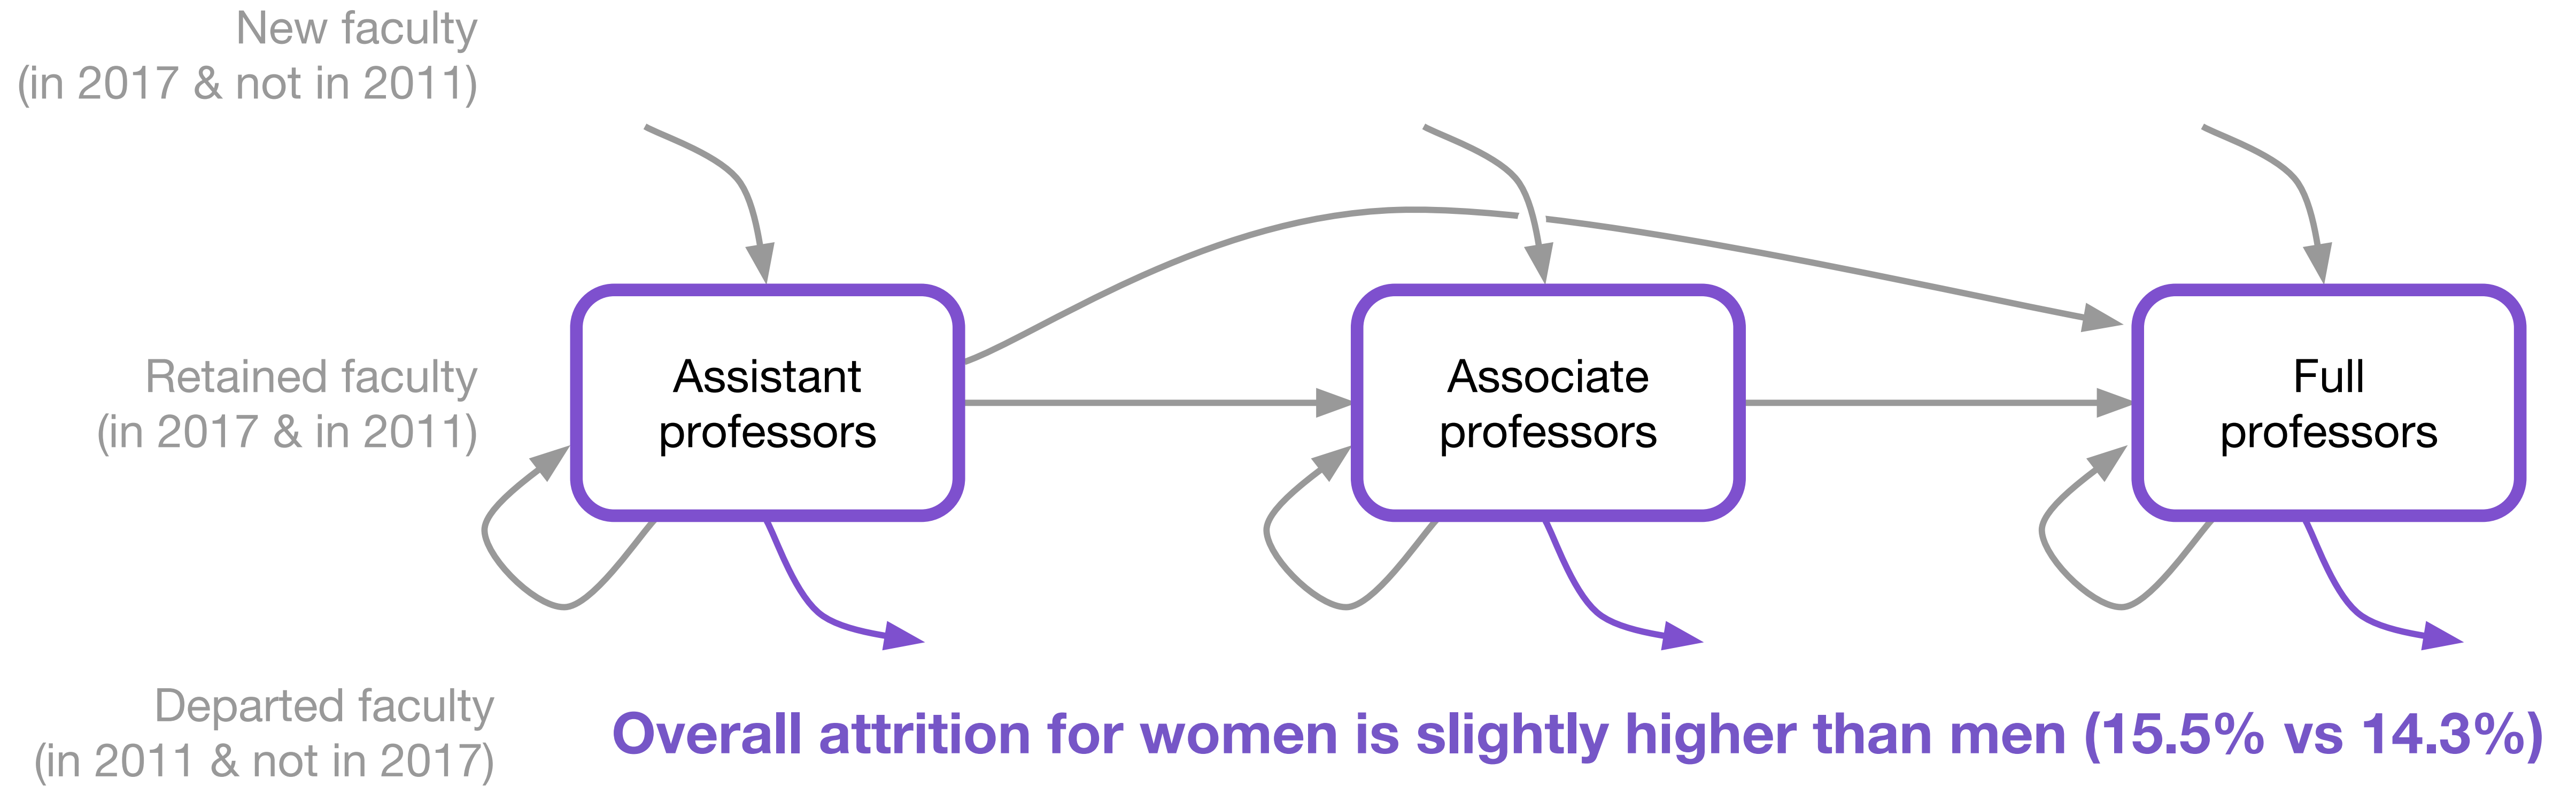 New faculty
(in 2017 & not in 2011)
Retained faculty
(in 2017 & in 2011)
Assistant
professors
Associate
professors
Full
professors
Departed faculty
(in 2011 & not in 2017)
Overall attrition for women is slightly higher than men (15.5% vs 14.3%)